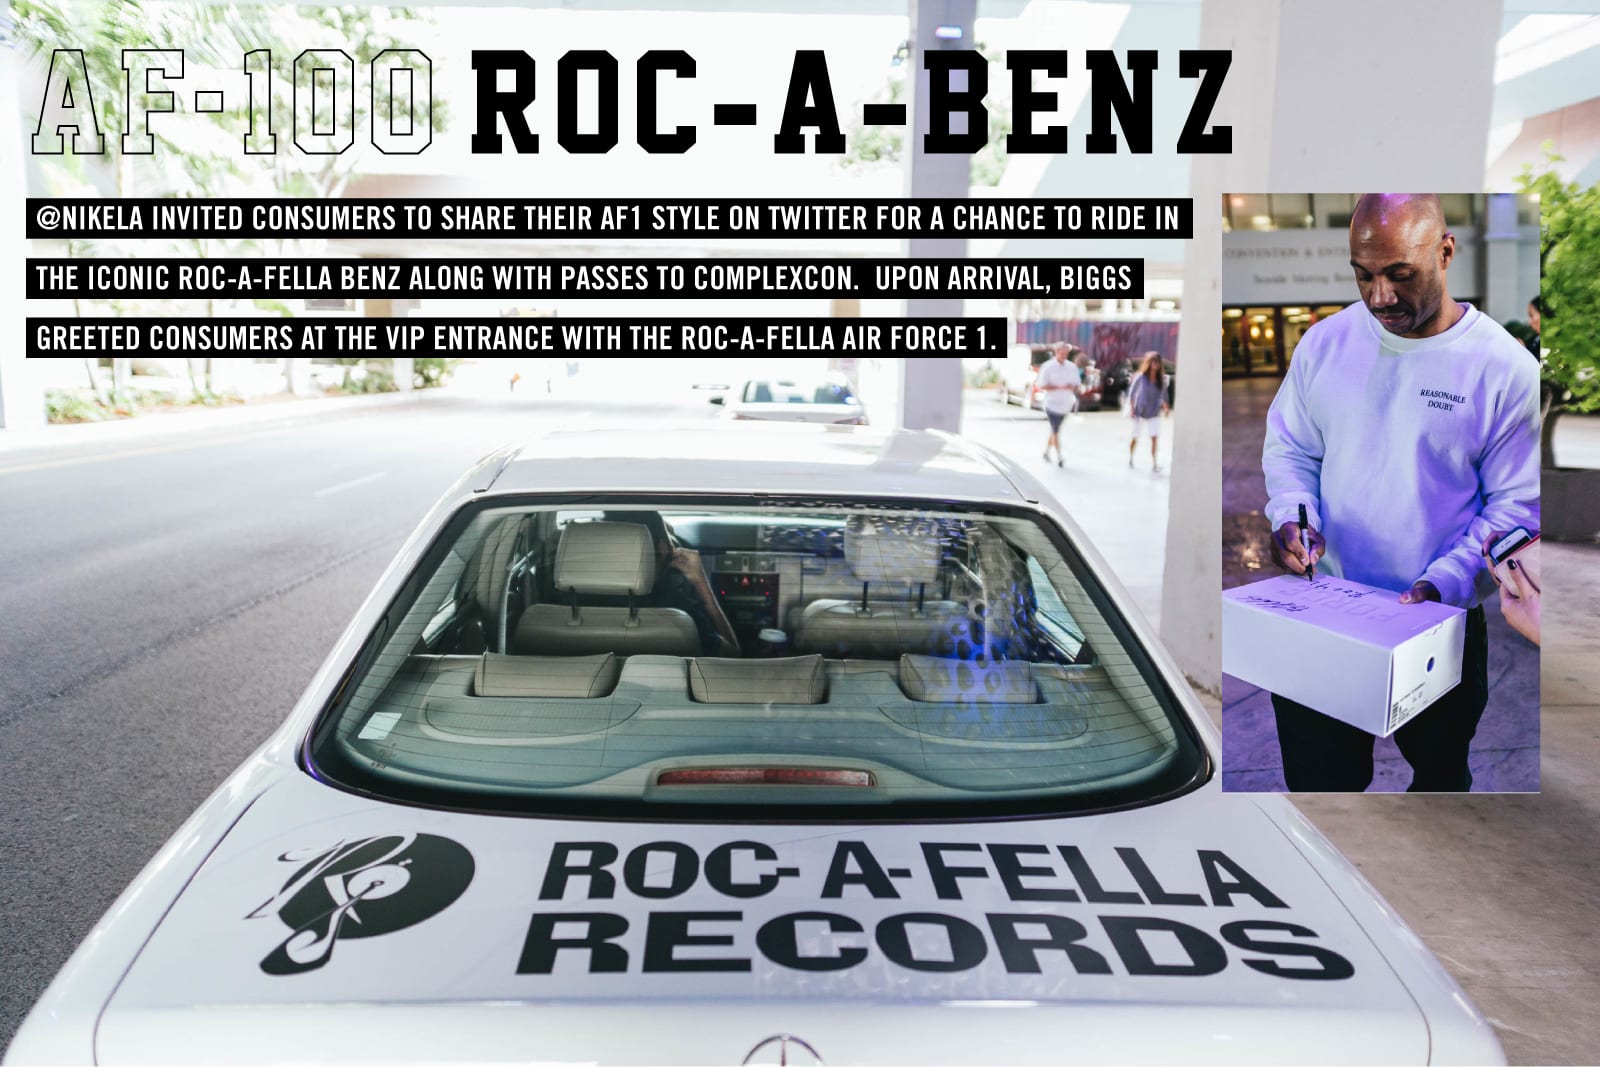 AF-100 ROC-A-BENZ
@NIKELA INVITED CONSUMERS TO SHARE THEIR AF1 STYLE ON TWITTER FOR A CHANCE TO RIDE IN
THE ICONIC ROC-A-FELLA BENZ ALONG WITH PASSES TO COMPLEXCON. UPON ARRIVAL, BIGGS
GREETED CONSUMERS AT THE VIP ENTRANCE WITH THE ROC-A-FELLA AIR FORCE 1.
CONVENTION &
REASONABLE
DOUBT
ROC-A-FELLA
RECORDS